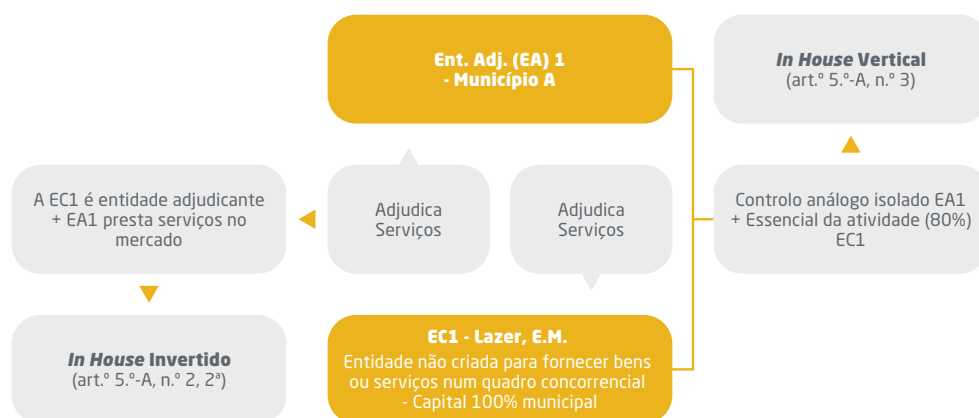 Ent. Adj. (EA) 1
- Município A
In House Vertical
(art.º 5.º-A, n.º 3)
A EC1 é entidade adjudicante
+ EA1 presta serviços no
mercado
Adjudica
Serviços
Adjudica
Serviços
Controlo análogo isolado EA1
+ Essencial da atividade (80%)
EC1
In House Invertido
(art.º 5.º-A, n.º 2, 2ª)
EC1 - Lazer, E.M.
Entidade não criada para fornecer bens
ou serviços num quadro concorrencial
- Capital 100% municipal